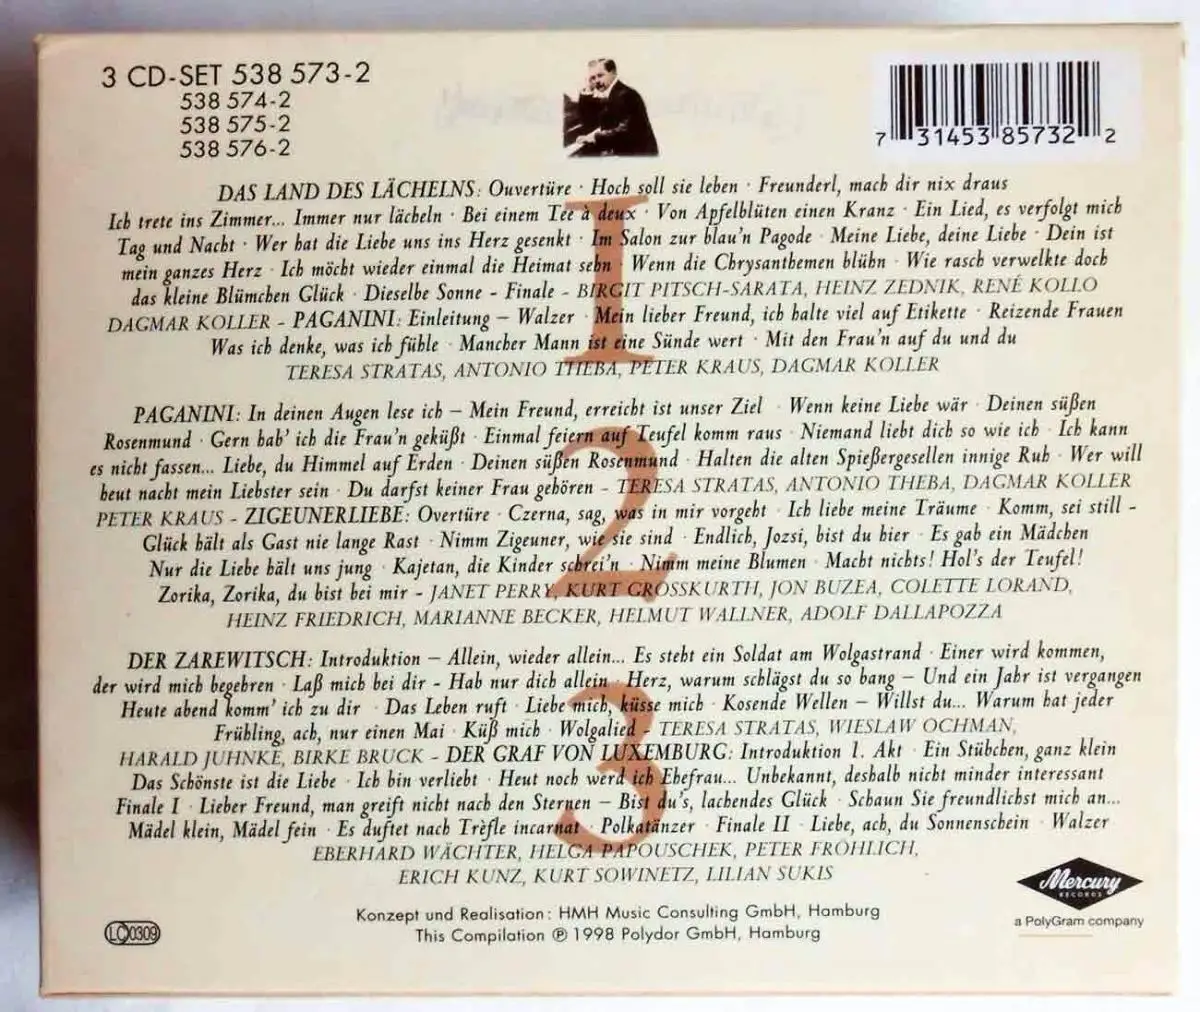 3 CD-SET 538 573-2
538 574-2
538 575-2
538 576-2
7 31453 85732 2
DAS LAND DES LÄCHELNS: Ouvertüre · Hoch soll sie leben · Freunderl, mach dir nix draus
Ich trete ins Zimmer... Immer nur lächeln · Bei einem Tee à deux · Von Apfelblüten einen Kranz · Ein Lied, es verfolgt mich
Tag und Nacht · Wer hat die Liebe uns ins Herz gesenkt · Im Salon zur blau'n Pagode · Meine Liebe, deine Liebe · Dein ist
mein ganzes Herz · Ich möcht wieder einmal die Heimat sehn · Wenn die Chrysanthemen blühn · Wie rasch verwelkte doch
das kleine Blümchen Glück · Dieselbe Sonne - Finale - BIRGIT PITSCH-SARATA, HEINZ ZEDNIK, RENÉ KOLLO
DAGMAR KOLLER - PAGANINI: Einleitung – Walzer · Mein lieber Freund, ich halte viel auf Etikette · Reizende Frauen
Was ich denke, was ich fühle · Mancher Mann ist eine Sünde wert · Mit den Frau'n auf du und du
TERESA STRATAS, ANTONIO THEBA, PETER KRAUS, DAGMAR KOLLER
1
PAGANINI: In deinen Augen lese ich – Mein Freund, erreicht ist unser Ziel · Wenn keine Liebe wär · Deinen süßen
Rosenmund · Gern hab' ich die Frau'n geküßt · Einmal feiern auf Teufel komm raus · Niemand liebt dich so wie ich · Ich kann
es nicht fassen... Liebe, du Himmel auf Erden · Deinen süßen Rosenmund · Halten die alten Spießergesellen innige Ruh · Wer will
heut nacht mein Liebster sein · Du darfst keiner Frau gehören - TERESA STRATAS, ANTONIO THEBA, DAGMAR KOLLER
PETER KRAUS - ZIGEUNERLIEBE: Ouvertüre · Czerna, sag, was in mir vorgeht · Ich liebe meine Träume · Komm, sei still -
Glück hält als Gast nie lange Rast · Nimm Zigeuner, wie sie sind · Endlich, Jozsi, bist du hier · Es gab ein Mädchen
Nur die Liebe hält uns jung · Kajetan, die Kinder schrei'n · Nimm meine Blumen · Macht nichts! Hol's der Teufel!
Zorika, Zorika, du bist bei mir - JANET PERRY, KURT GROSSKURTH, JON BUZEA, COLETTE LORAND,
HEINZ FRIEDRICH, MARIANNE BECKER, HELMUT WALLNER, ADOLF DALLAPOZZA
2
DER ZAREWITSCH: Introduktion – Allein, wieder allein... Es steht ein Soldat am Wolgastrand · Einer wird kommen,
der wird mich begehren · Laß mich bei dir - Hab nur dich allein · Herz, warum schlägst du so bang – Und ein Jahr ist vergangen
Heute abend komm' ich zu dir · Das Leben ruft · Liebe mich, küsse mich · Kosende Wellen – Willst du... Warum hat jeder
Frühling, ach, nur einen Mai · Küß mich · Wolgalied - TERESA STRATAS, WIESLAW OCHMAN,
HARALD JUHNKE, BIRKE BRUCK - DER GRAF VON LUXEMBURG: Introduktion 1. Akt · Ein Stübchen, ganz klein
Das Schönste ist die Liebe · Ich bin verliebt · Heut noch werd ich Ehefrau... Unbekannt, deshalb nicht minder interessant
Finale I · Lieber Freund, man greift nicht nach den Sternen – Bist du's, lachendes Glück · Schaun Sie freundlichst mich an...
Mädel klein, Mädel fein · Es duftet nach Trèfle incarnat · Polkatänzer · Finale II · Liebe, ach, du Sonnenschein · Walzer
EBERHARD WÄCHTER, HELGA PAPOUSCHEK, PETER FRÖHLICH,
ERICH KUNZ, KURT SOWINETZ, LILIAN SUKIS
3
Konzept und Realisation: HMH Music Consulting GmbH, Hamburg
This Compilation ℗ 1998 Polydor GmbH, Hamburg
LC 0309
Mercury
RECORDS
a PolyGram company